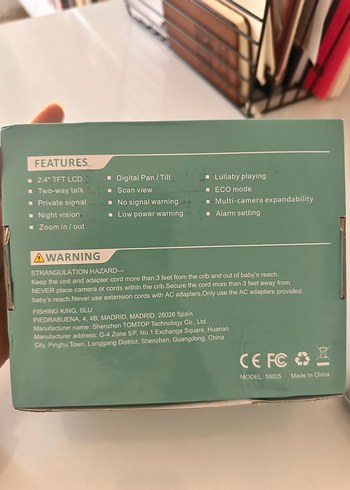 FEATURES
2.4" TFT LCD
Two-way talk
Private signal
Night vision
Zoom in / out
Digital Pan / Tilt
Scan view
No signal warning
Low power warning
Lullaby playing
ECO mode
Multi-camera expandability
Alarm setting
WARNING
STRANGULATION HAZARD—
Keep the unit and adapter cord more than 3 feet from the crib and out of baby's reach.
NEVER place camera or cords within the crib.Secure the cord more than 3 feet away from
baby's reach.Never use extension cords with AC adapters.Only use the AC adapters provided.
FISHING KING, SLU
PIEDRABUENA, 4, 4B, MADRID, MADRID, 28026 Spain
Manufacturer name: Shenzhen TOMTOP Technology Co., Ltd.
Manufacturer address: G-4 Zone 5/F, No.1 Exchange Square, Huanan
City, Pinghu Town, Longgang District, Shenzhen, Guangdong, China
CE FC
MODEL: SM25 Made In China